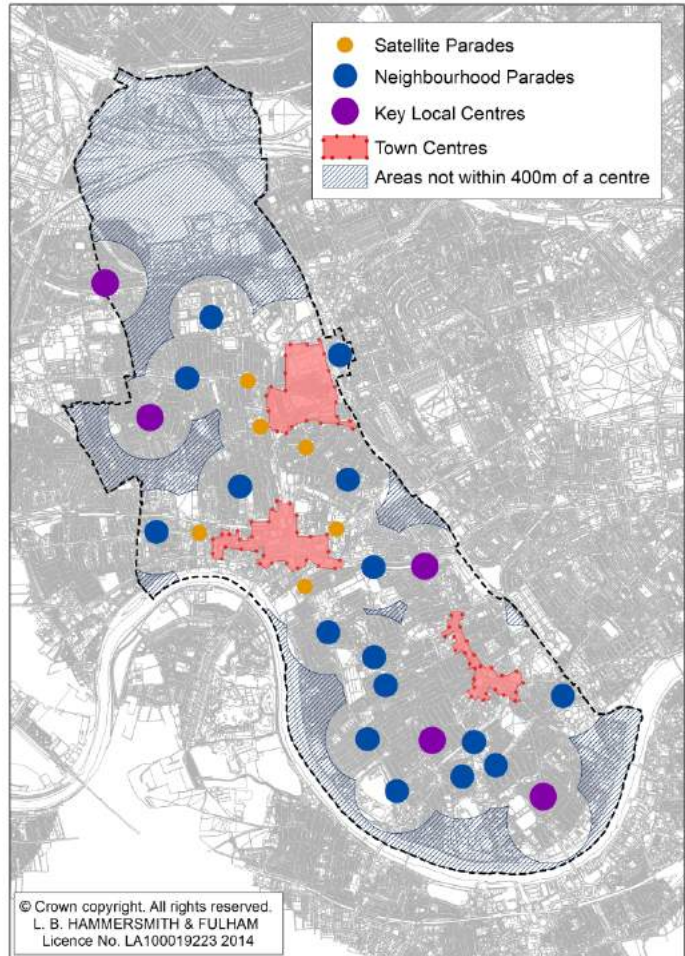 Satellite Parades
Neighbourhood Parades
Key Local Centres
Town Centres
Areas not within 400m of a centre
© Crown copyright. All rights reserved.
L. B. HAMMERSMITH & FULHAM
Licence No. LA100019223 2014